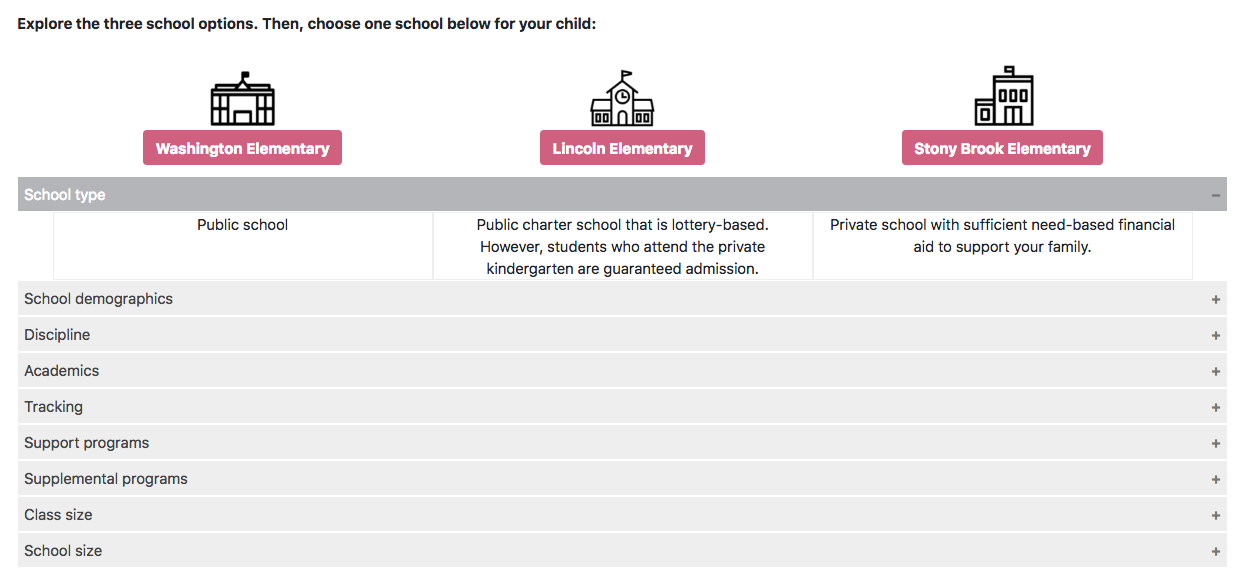 Explore the three school options. Then, choose one school below for your child:
Washington Elementary
Lincoln Elementary
Stony Brook Elementary
School type
Public school
Public charter school that is lottery-based.
However, students who attend the private
kindergarten are guaranteed admission.
Private school with sufficient need-based financial
aid to support your family.
School demographics
Discipline
Academics
Tracking
Support programs
Supplemental programs
Class size
School size